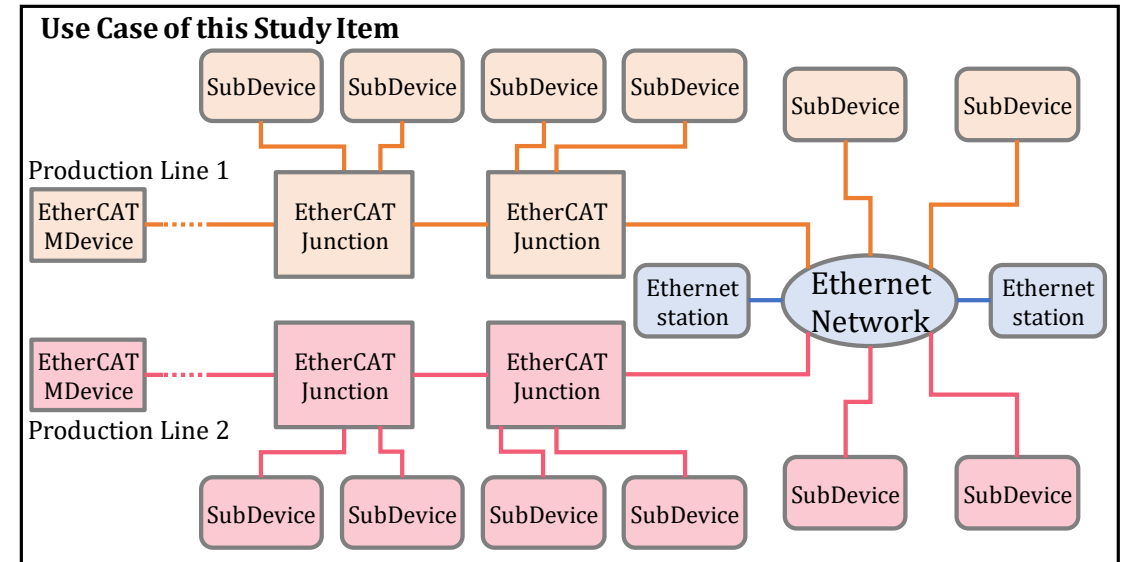 Use Case of this Study Item
SubDevice
SubDevice
SubDevice
SubDevice
SubDevice
SubDevice
Production Line 1
EtherCAT
MDevice
EtherCAT
Junction
EtherCAT
Junction
Ethernet
station
Ethernet
Network
Ethernet
station
EtherCAT
MDevice
EtherCAT
Junction
EtherCAT
Junction
Production Line 2
SubDevice
SubDevice
SubDevice
SubDevice
SubDevice
SubDevice